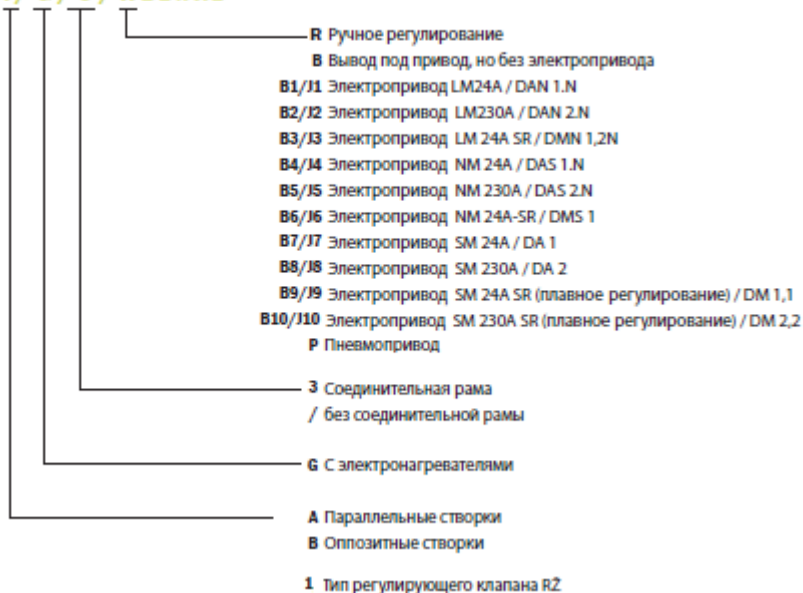 R Ручное регулирование
B Вывод под привод, но без электропривода
B1/J1 Электропривод LM24A / DAN 1.N
B2/J2 Электропривод LM230A / DAN 2.N
B3/J3 Электропривод LM 24A SR / DMN 1,2N
B4/J4 Электропривод NM 24A / DAS 1.N
B5/J5 Электропривод NM 230A / DAS 2.N
B6/J6 Электропривод NM 24A-SR / DMS 1
B7/J7 Электропривод SM 24A / DA 1
B8/J8 Электропривод SM 230A / DA 2
B9/J9 Электропривод SM 24A SR (плавное регулирование) / DM 1,1
B10/J10 Электропривод SM 230A SR (плавное регулирование) / DM 2,2
P Пневмопривод
3 Соединительная рама
/ без соединительной рамы
G С электронагревателями
A Параллельные створки
B Оппозитные створки
1 Тип регулирующего клапана RŽ